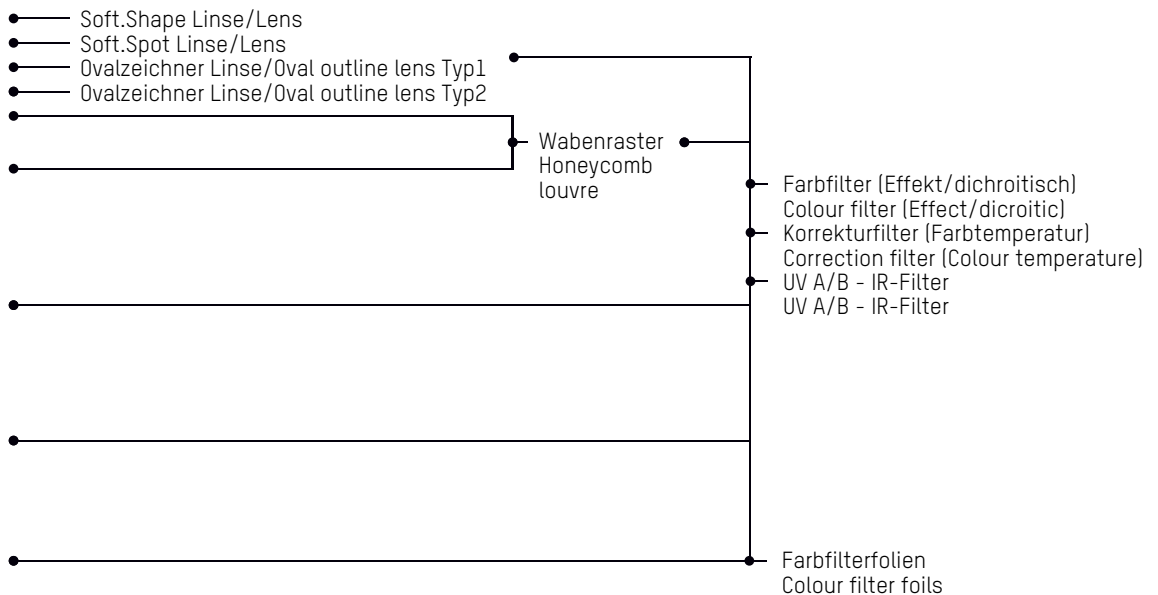 Soft.Shape Linse/Lens
Soft.Spot Linse/Lens
Ovalzeichner Linse/Oval outline lens Typ1
Ovalzeichner Linse/Oval outline lens Typ2
Wabenraster
Honeycomb
louvre
Farbfilter (Effekt/dichroitisch)
Colour filter (Effect/dicroitic)
Korrekturfilter (Farbtemperatur)
Correction filter (Colour temperature)
UV A/B - IR-Filter
UV A/B - IR-Filter
Farbfilterfolien
Colour filter foils